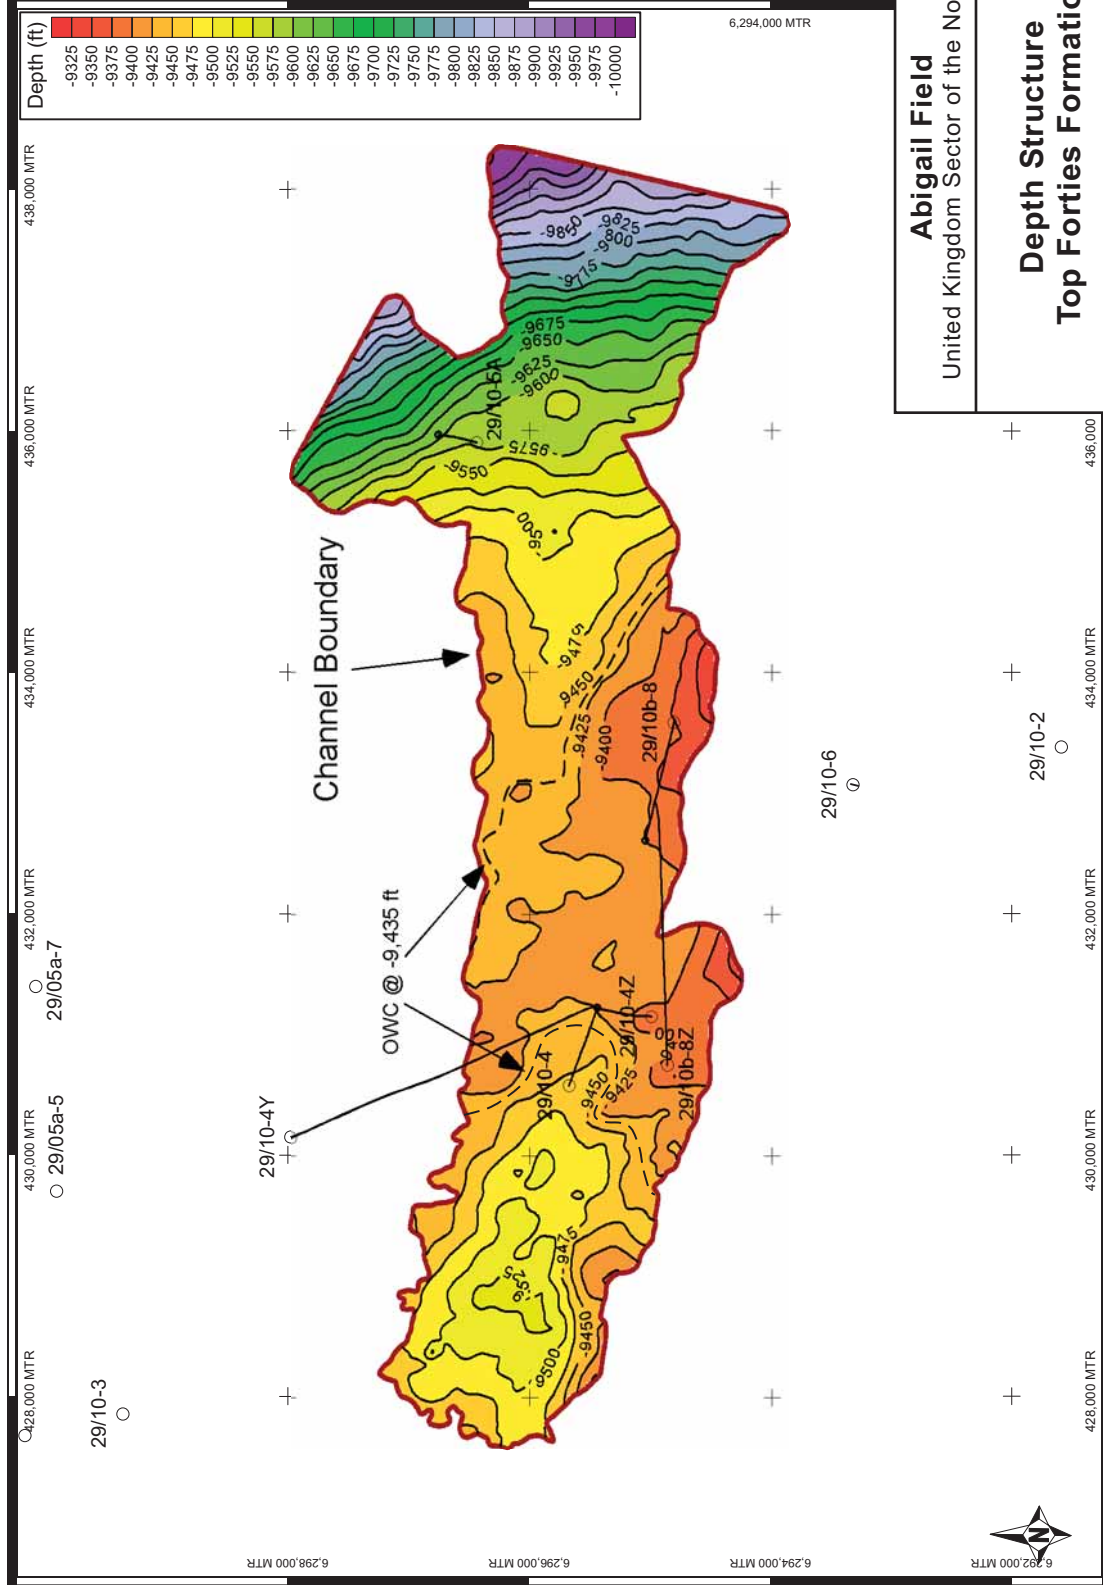 Depth (ft)
-9325
-9350
-9375
-9400
-9425
-9450
-9475
-9500
-9525
-9550
-9575
-9600
-9625
-9650
-9675
-9700
-9725
-9750
-9775
-9800
-9825
-9850
-9875
-9900
-9925
-9950
-9975
-10000
428,000 MTR
430,000 MTR
432,000 MTR
434,000 MTR
436,000 MTR
438,000 MTR
29/10-3
29/05a-5
29/05a-7
29/10-4Y
OWC @ -9,435 ft
Channel Boundary
-9500
-9525
-9475
-9450
29/10-4
-9450
-9425
29/10-4Z
29/10b-8Z
-9425
-9400
29/10b-8
-9450
-9475
-9500
-9550
-9575
29/10-6A
-9600
-9625
-9650
-9675
-9775
-9800
-9825
-9850
29/10-6
29/10-2
6,298,000 MTR
6,296,000 MTR
6,294,000 MTR
6,292,000 MTR
6,294,000 MTR
N
428,000 MTR
430,000 MTR
432,000 MTR
434,000 MTR
436,000
Abigail Field
United Kingdom Sector of the No
Depth Structure
Top Forties Formatio